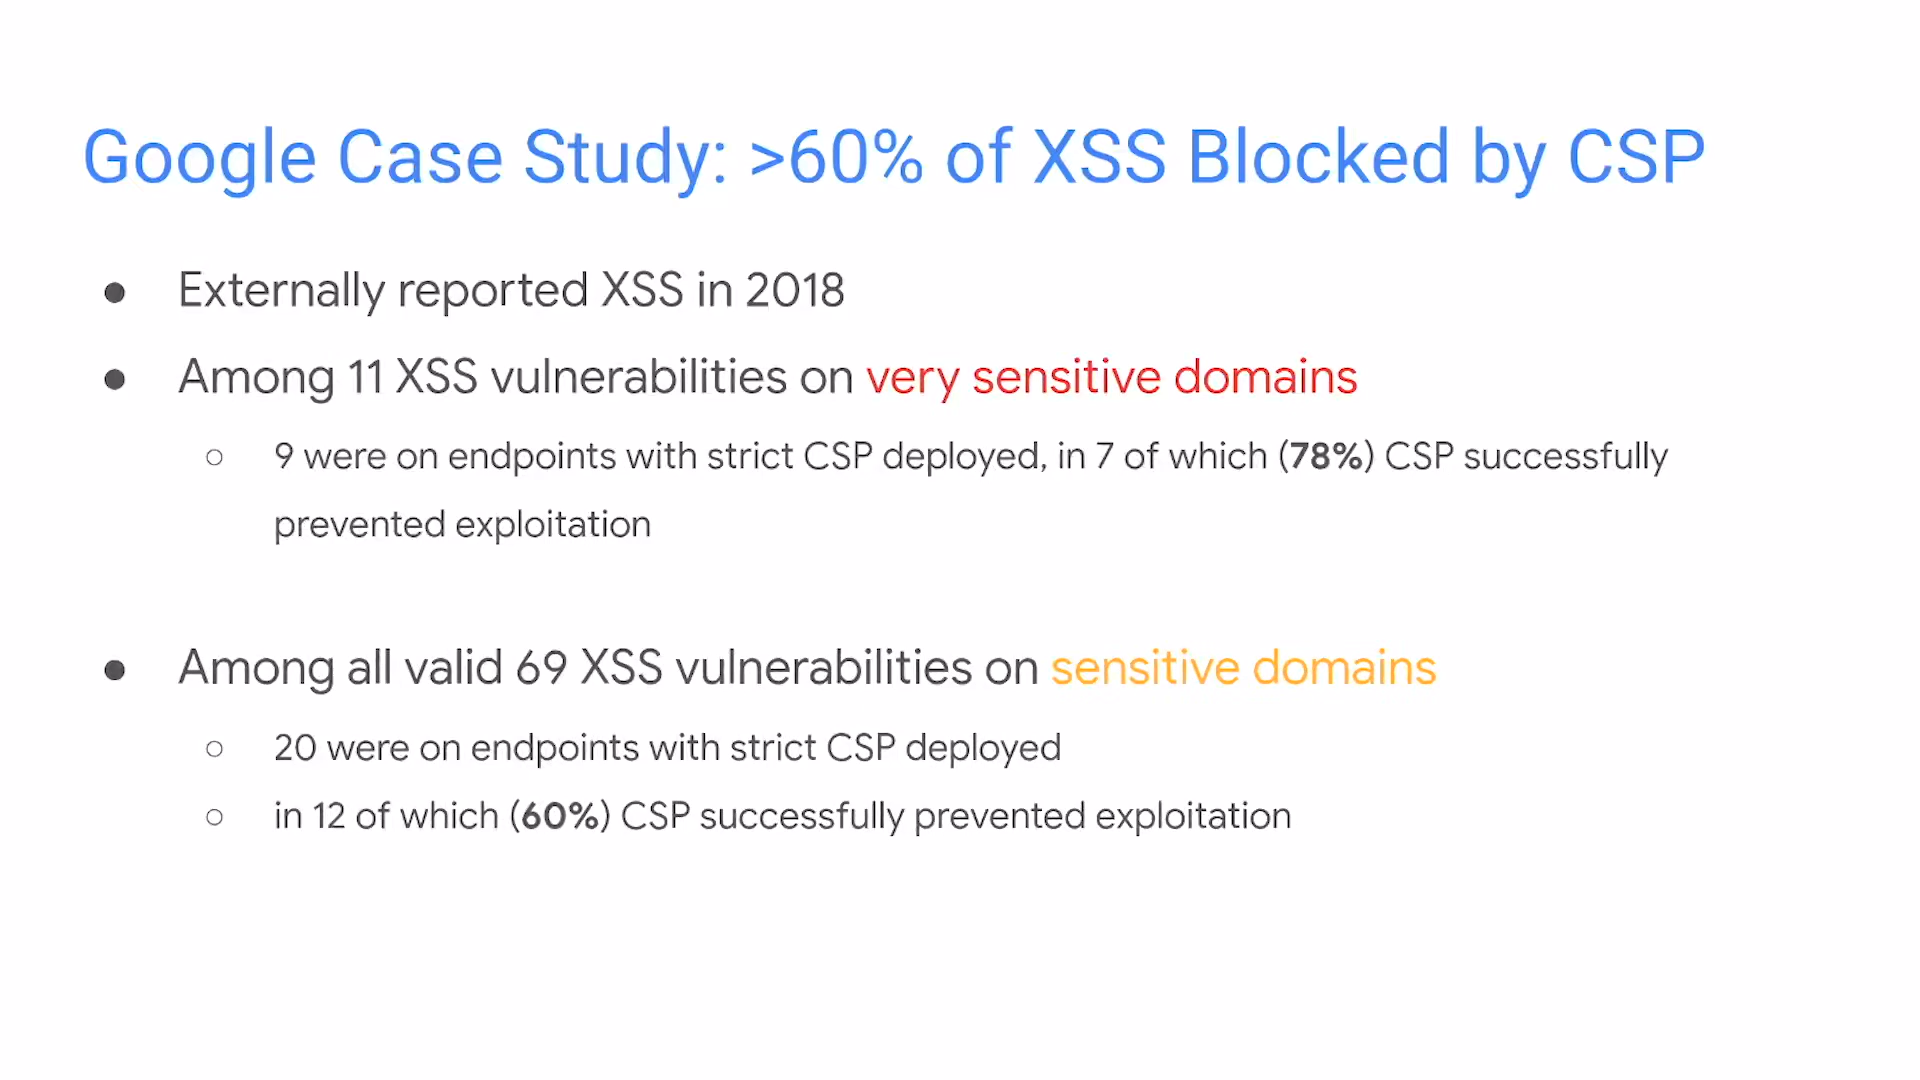 Google Case Study: >60% of XSS Blocked by CSP
● Externally reported XSS in 2018
● Among 11 XSS vulnerabilities on very sensitive domains
○ 9 were on endpoints with strict CSP deployed, in 7 of which (78%) CSP successfully
prevented exploitation
● Among all valid 69 XSS vulnerabilities on sensitive domains
○ 20 were on endpoints with strict CSP deployed
○ in 12 of which (60%) CSP successfully prevented exploitation